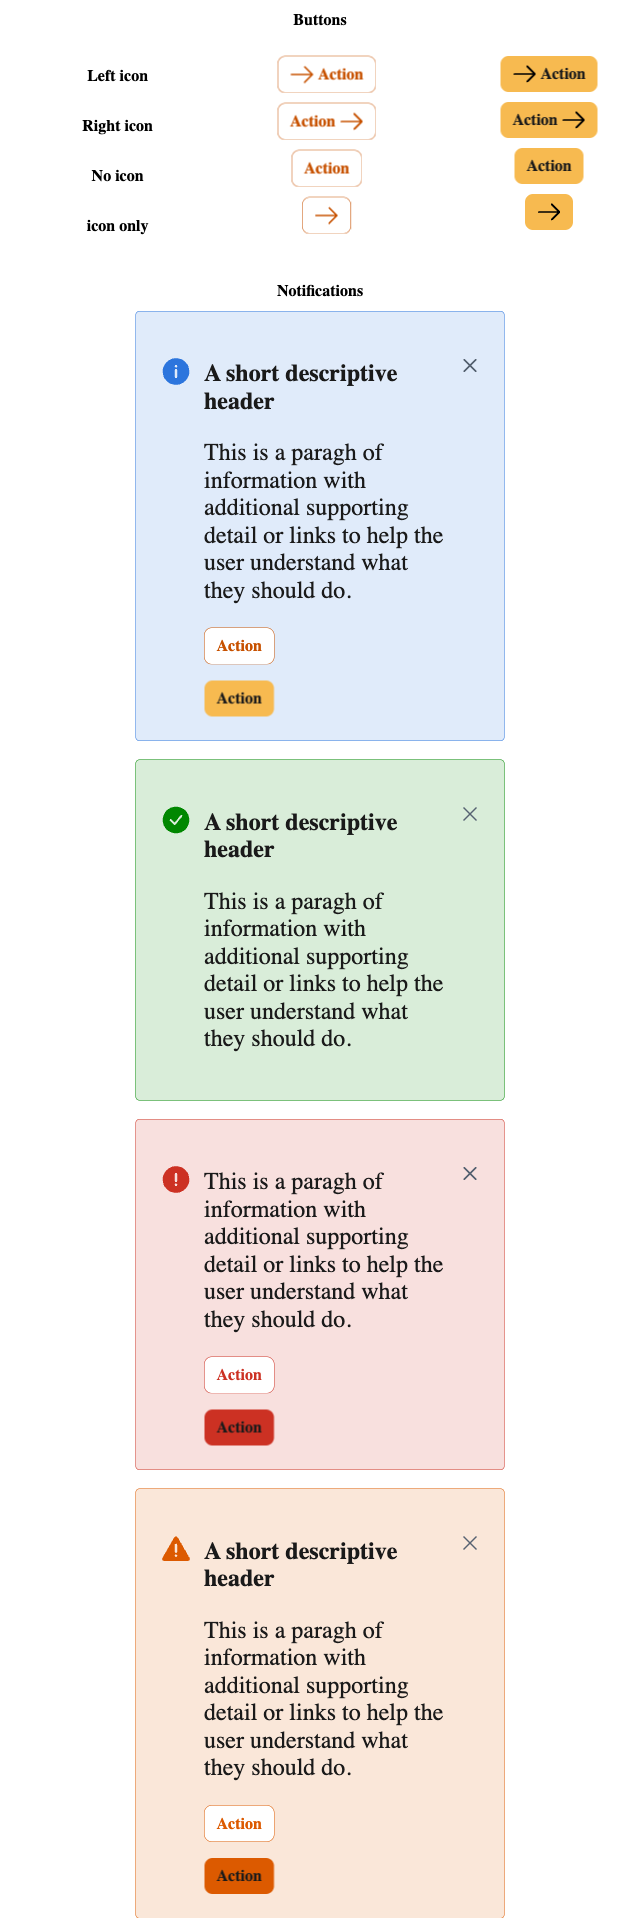 Buttons
Left icon
Action
Action
Right icon
Action
Action
No icon
Action
Action
icon only
Notifications
A short descriptive
header
This is a paragh of
information with
additional supporting
detail or links to help the
user understand what
they should do.
Action
Action
A short descriptive
header
This is a paragh of
information with
additional supporting
detail or links to help the
user understand what
they should do.
This is a paragh of
information with
additional supporting
detail or links to help the
user understand what
they should do.
Action
Action
A short descriptive
header
This is a paragh of
information with
additional supporting
detail or links to help the
user understand what
they should do.
Action
Action